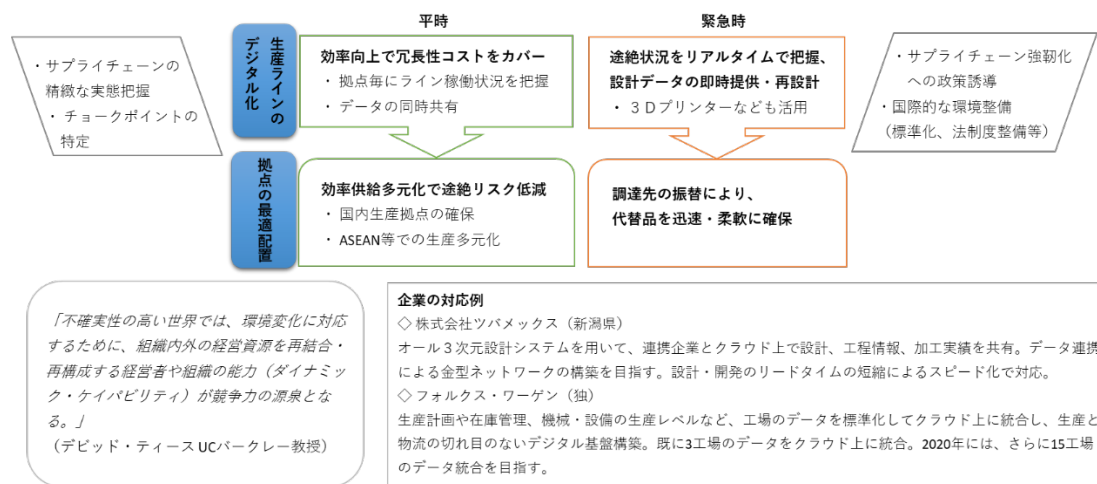 平時
緊急時
・サプライチェーンの
精緻な実態把握
・ チョークポイントの
特定
生産ラインの
デジタル化
効率向上で冗長性コストをカバー
・ 拠点毎にライン稼働状況を把握
・ データの同時共有
途絶状況をリアルタイムで把握、
設計データの即時提供・再設計
・ ３Ｄプリンターなども活用
・サプライチェーン強靭化
への政策誘導
・国際的な環境整備
（標準化、法制度整備等）
拠点の最適配置
効率供給多元化で途絶リスク低減
・ 国内生産拠点の確保
・ ASEAN等での生産多元化
調達先の振替により、
代替品を迅速・柔軟に確保
「不確実性の高い世界では、環境変化に対応
するために、組織内外の経営資源を再結合・
再構成する経営者や組織の能力（ダイナミッ
ク・ケイパビリティ）が競争力の源泉とな
る。」
（デビッド・ティース UCバークレー教授）
企業の対応例
◇ 株式会社ツバメックス（新潟県）
オール３次元設計システムを用いて、連携企業とクラウド上で設計、工程情報、加工実績を共有。データ連携
による金型ネットワークの構築を目指す。設計・開発のリードタイムの短縮によるスピード化で対応。
◇ フォルクス・ワーゲン（独）
生産計画や在庫管理、機械・設備の生産レベルなど、工場のデータを標準化してクラウド上に統合し、生産と
物流の切れ目のないデジタル基盤構築。既に3工場のデータをクラウド上に統合。2020年には、さらに15工場
のデータ統合を目指す。